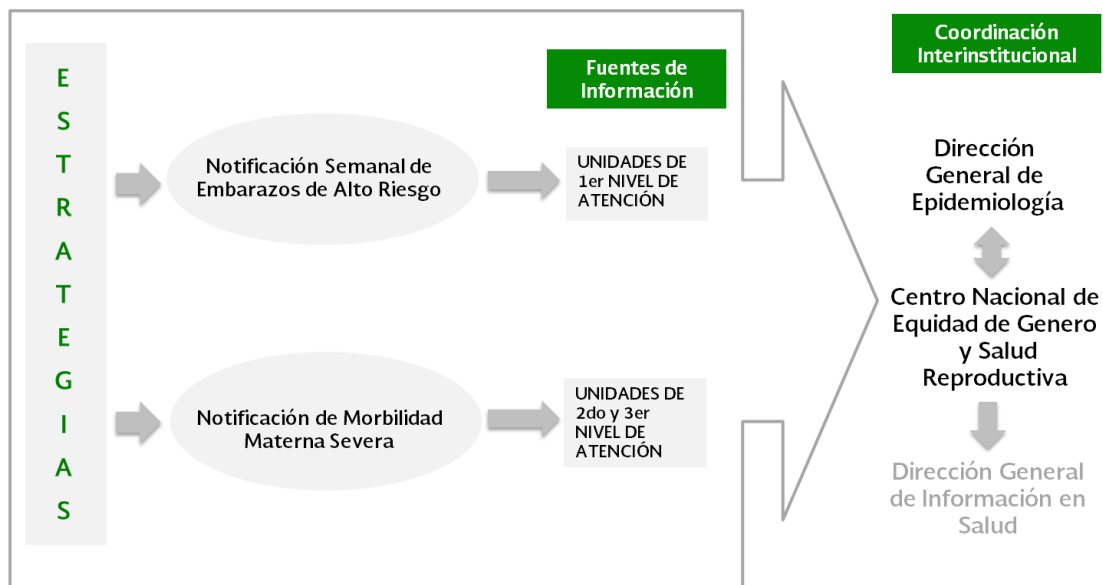 E
S
T
R
A
T
E
G
I
A
S
Notificación Semanal de
Embarazos de Alto Riesgo
Notificación de Morbilidad
Materna Severa
Fuentes de
Información
UNIDADES DE
1er NIVEL DE
ATENCIÓN
UNIDADES DE
2do y 3er
NIVEL DE
ATENCIÓN
Coordinación
Interinstitucional
Dirección
General de
Epidemiología
Centro Nacional de
Equidad de Genero
y Salud
Reproductiva
Dirección General
de Información en
Salud